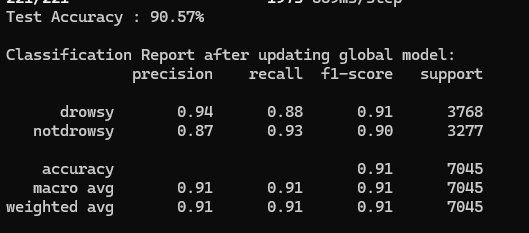 Test Accuracy : 90.57%
Classification Report after updating global model:
precision recall f1-score support
drowsy 0.94 0.88 0.91 3768
notdrowsy 0.87 0.93 0.90 3277
accuracy 0.91 7045
macro avg 0.91 0.91 0.91 7045
weighted avg 0.91 0.91 0.91 7045